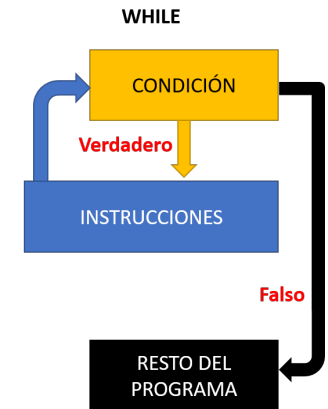 WHILE
CONDICIÓN
Verdadero
INSTRUCCIONES
Falso
RESTO DEL
PROGRAMA